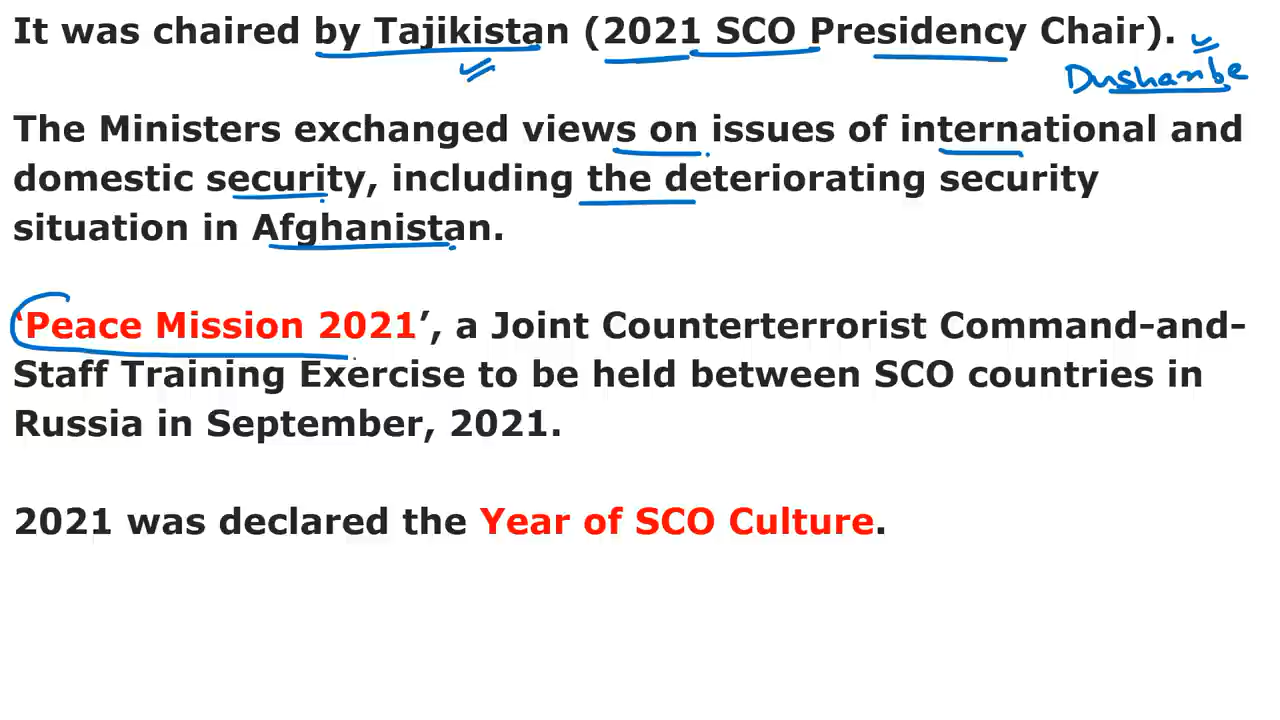 It was chaired by Tajikistan (2021 SCO Presidency Chair).
Dushanbe
The Ministers exchanged views on issues of international and
domestic security, including the deteriorating security
situation in Afghanistan.
‘Peace Mission 2021’, a Joint Counterterrorist Command-and-
Staff Training Exercise to be held between SCO countries in
Russia in September, 2021.
2021 was declared the Year of SCO Culture.